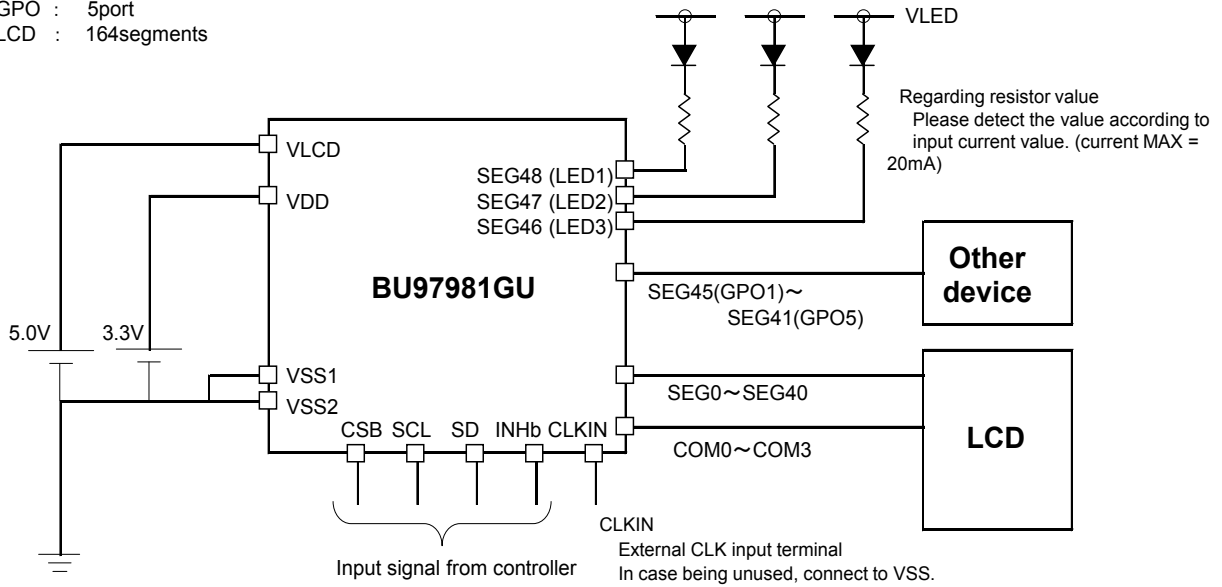 GPO : 5port
LCD : 164segments
VLED
Regarding resistor value
Please detect the value according to
input current value. (current MAX =
20mA)
VLCD
VDD
SEG48 (LED1)
SEG47 (LED2)
SEG46 (LED3)
BU97981GU
SEG45(GPO1)～
SEG41(GPO5)
Other
device
5.0V
3.3V
VSS1
VSS2
SEG0～SEG40
COM0～COM3
LCD
CSB SCL SD INHb CLKIN
CLKIN
External CLK input terminal
In case being unused, connect to VSS.
Input signal from controller